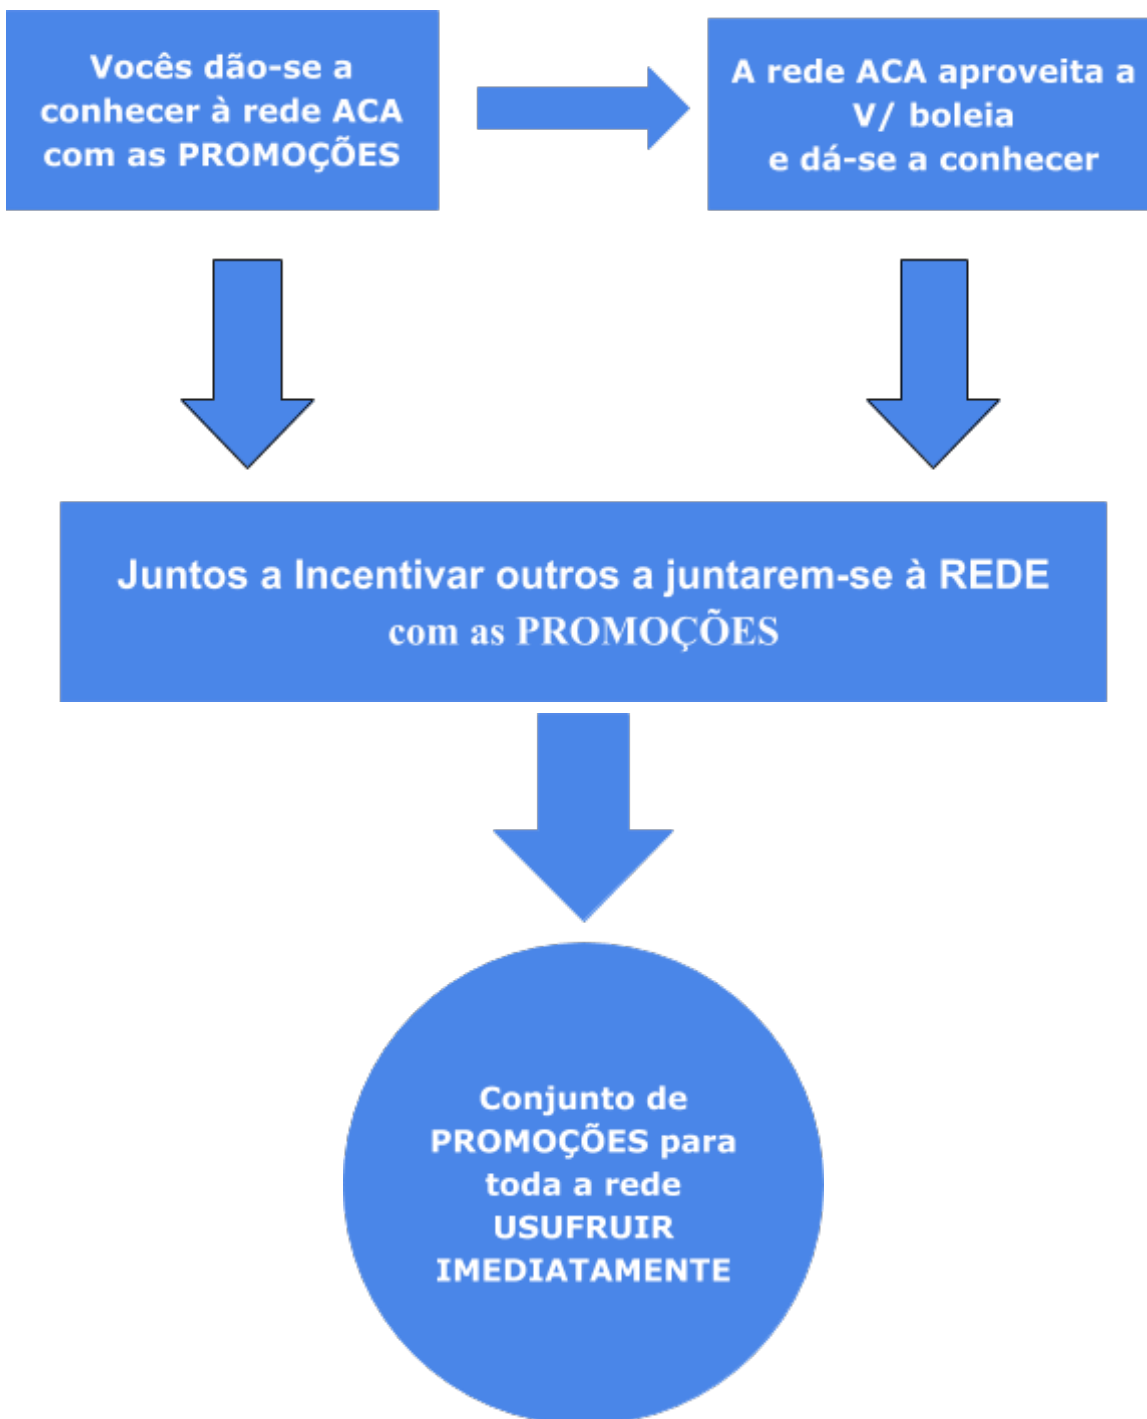 Vocês dão-se a
conhecer à rede ACA
com as PROMOÇÕES
A rede ACA aproveita a
V/ boleia
e dá-se a conhecer
Juntos a Incentivar outros a juntarem-se à REDE
com as PROMOÇÕES
Conjunto de
PROMOÇÕES para
toda a rede
USUFRUIR
IMEDIATAMENTE